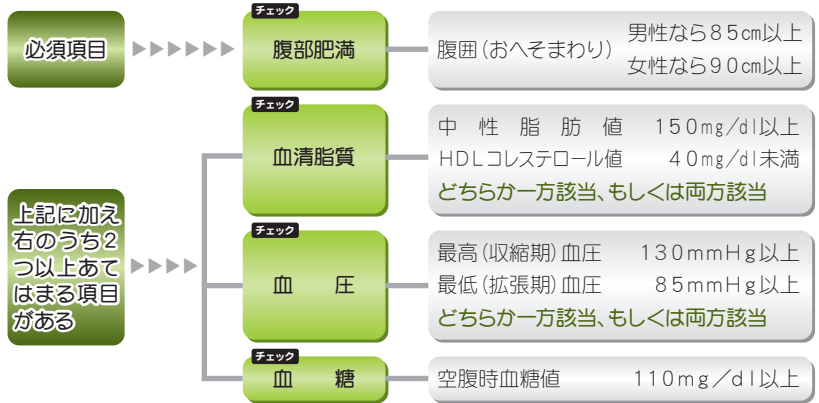 必須項目
▶▶▶▶▶▶
チェック
腹部肥満
腹囲(おへそまわり)
男性なら85㎝以上
女性なら90㎝以上
上記に加え
右のうち2
つ以上あて
はまる項目
がある
▶▶▶▶
チェック
血清脂質
中性脂肪値 150mg/dl以上
HDLコレステロール値 40mg/dl未満
どちらか一方該当、もしくは両方該当
チェック
血圧
最高(収縮期)血圧 130mmHg以上
最低(拡張期)血圧 85mmHg以上
どちらか一方該当、もしくは両方該当
チェック
血糖
空腹時血糖値 110mg/dl以上